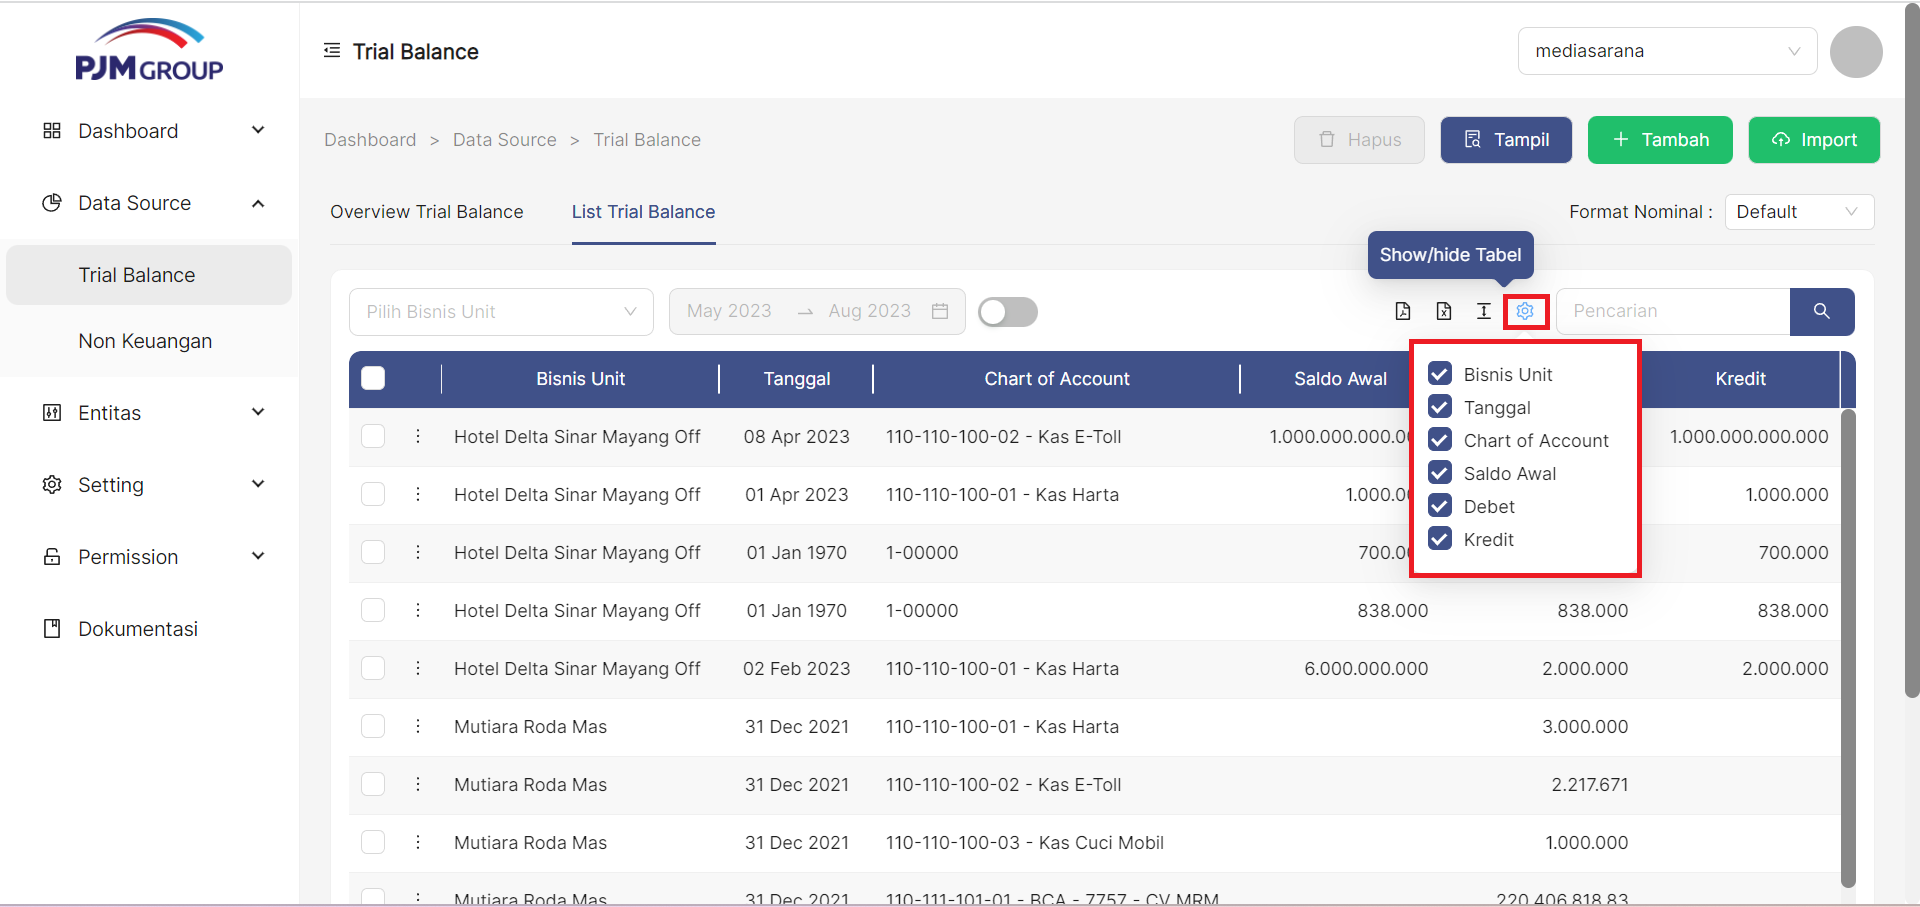 PJM GROUP
Trial Balance
mediasarana
Dashboard
Data Source
Trial Balance
Non Keuangan
Entitas
Setting
Permission
Dokumentasi
Dashboard > Data Source > Trial Balance
Hapus
Tampil
Tambah
Import
Overview Trial Balance
List Trial Balance
Format Nominal :
Default
Show/hide Tabel
Pilih Bisnis Unit
May 2023 → Aug 2023
Pencarian
Bisnis Unit Tanggal Chart of Account Saldo Awal Kredit
Bisnis Unit
Tanggal
Chart of Account
Saldo Awal
Debet
Kredit
Hotel Delta Sinar Mayang Off 08 Apr 2023 110-110-100-02 - Kas E-Toll 1.000.000.000.0 1.000.000.000.000
Hotel Delta Sinar Mayang Off 01 Apr 2023 110-110-100-01 - Kas Harta 1.000.0 1.000.000
Hotel Delta Sinar Mayang Off 01 Jan 1970 1-00000 700.0 700.000
Hotel Delta Sinar Mayang Off 01 Jan 1970 1-00000 838.000 838.000 838.000
Hotel Delta Sinar Mayang Off 02 Feb 2023 110-110-100-01 - Kas Harta 6.000.000.000 2.000.000 2.000.000
Mutiara Roda Mas 31 Dec 2021 110-110-100-01 - Kas Harta 3.000.000
Mutiara Roda Mas 31 Dec 2021 110-110-100-02 - Kas E-Toll 2.217.671
Mutiara Roda Mas 31 Dec 2021 110-110-100-03 - Kas Cuci Mobil 1.000.000
Mutiara Roda Mas 31 Dec 2021 110-111-101-01 - BCA - 7757 - CV MRM 220.406.818,83